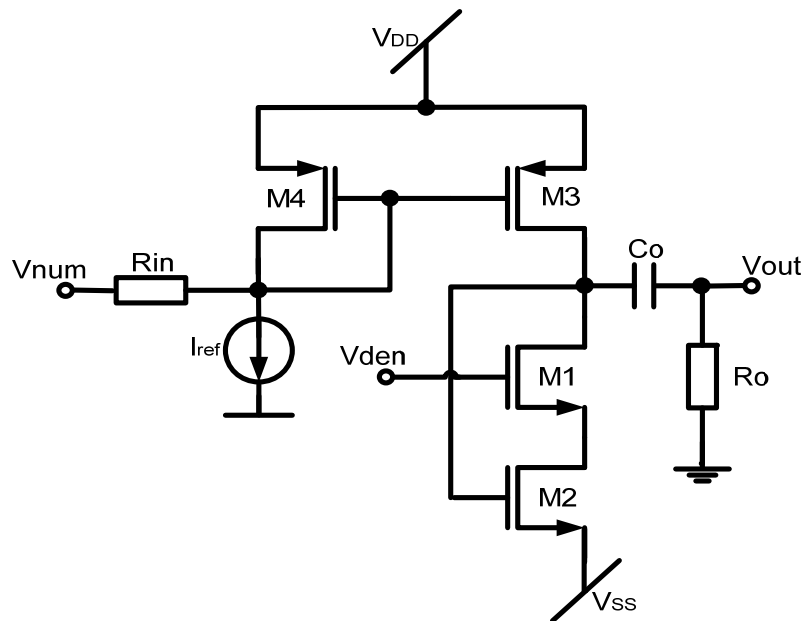 VDD
M4
M3
Vnum
Rin
Co
Vout
Iref
Vden
M1
Ro
M2
VSS